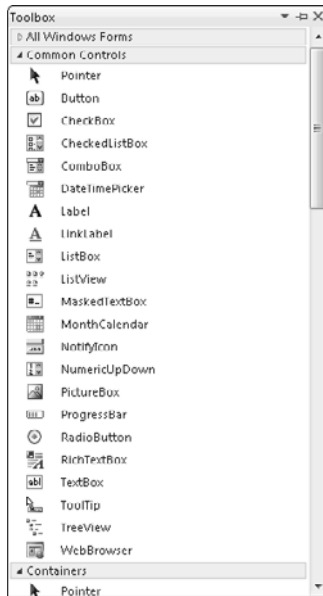 Toolbox
All Windows Forms
Common Controls
Pointer
Button
CheckBox
CheckedListBox
ComboBox
DateTimePicker
Label
LinkLabel
ListBox
ListView
MaskedTextBox
MonthCalendar
NotifyIcon
NumericUpDown
PictureBox
ProgressBar
RadioButton
RichTextBox
TextBox
ToolTip
TreeView
WebBrowser
Containers
Pointer